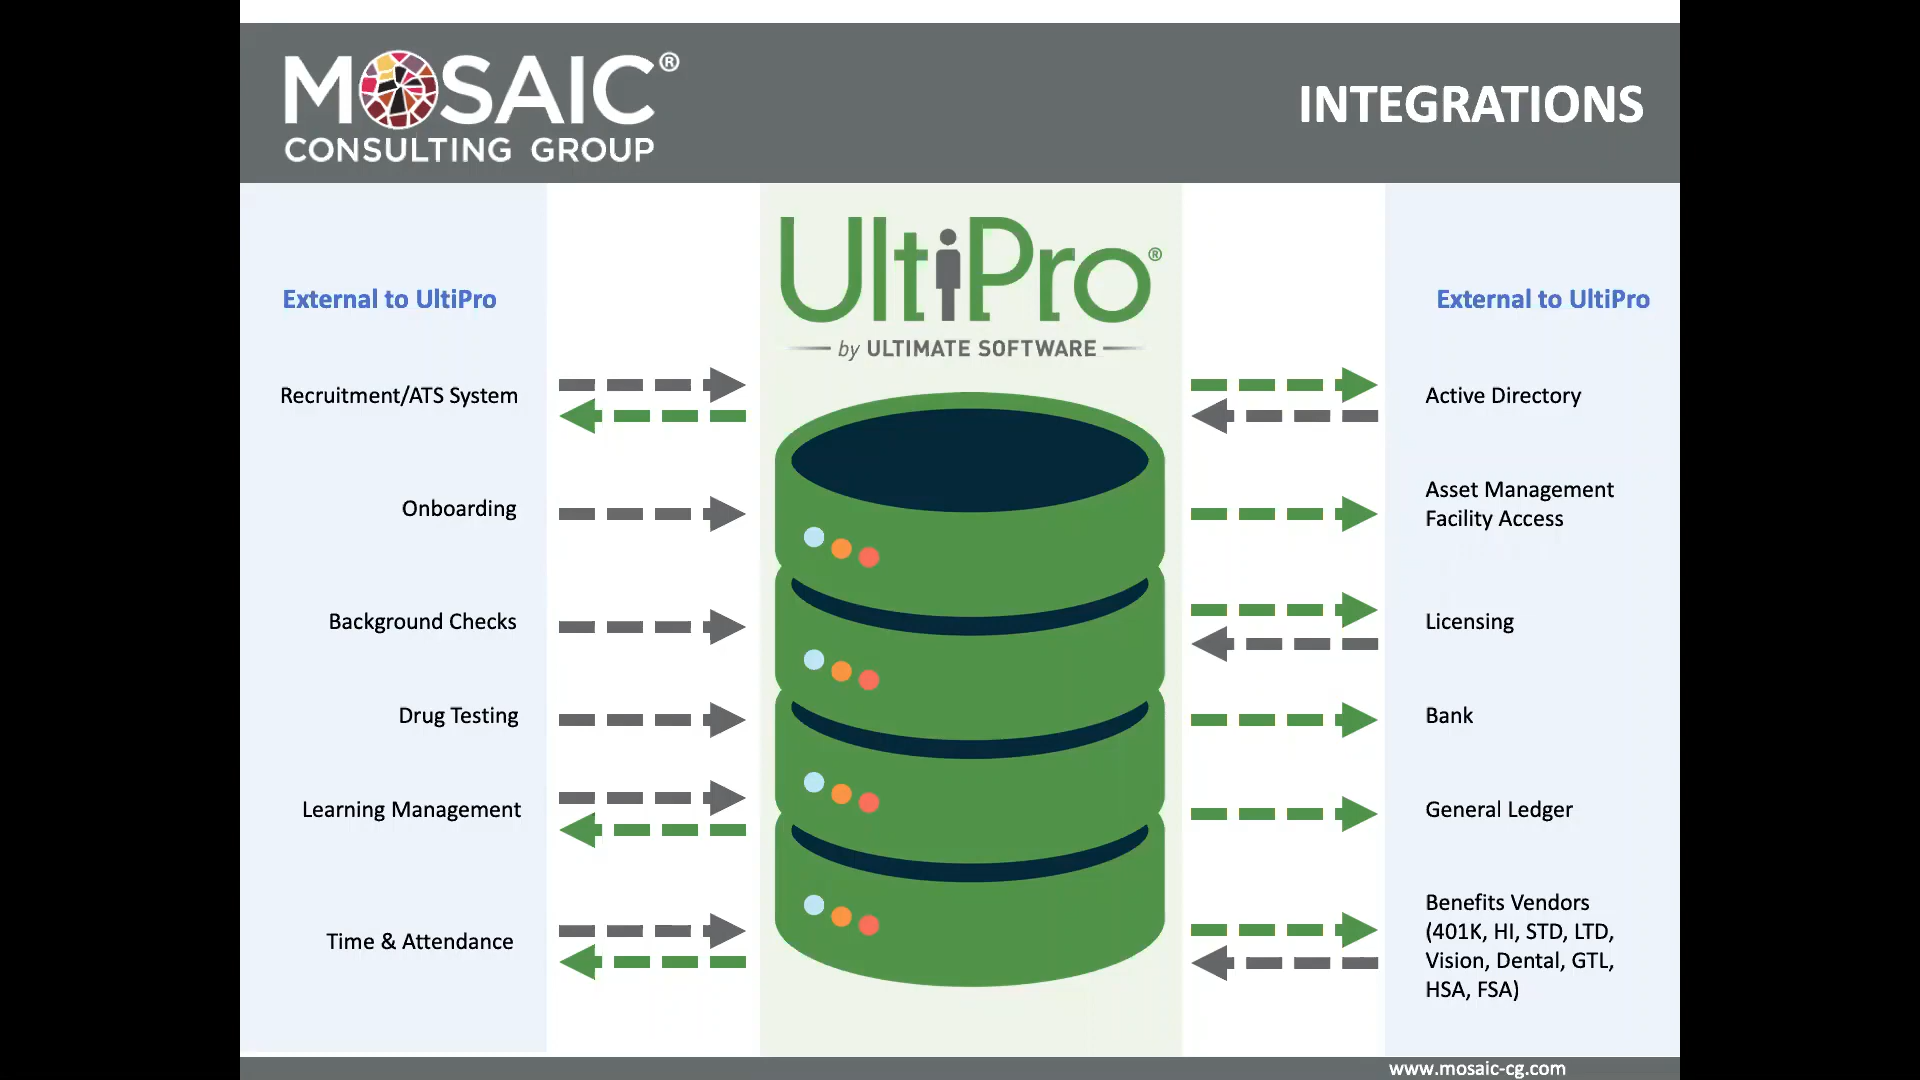 MOSAIC®
CONSULTING GROUP
INTEGRATIONS
UltiPro®
by ULTIMATE SOFTWARE
External to UltiPro
Recruitment/ATS System
Onboarding
Background Checks
Drug Testing
Learning Management
Time & Attendance
External to UltiPro
Active Directory
Asset Management
Facility Access
Licensing
Bank
General Ledger
Benefits Vendors
(401K, HI, STD, LTD,
Vision, Dental, GTL,
HSA, FSA)
www.mosaic-cg.com